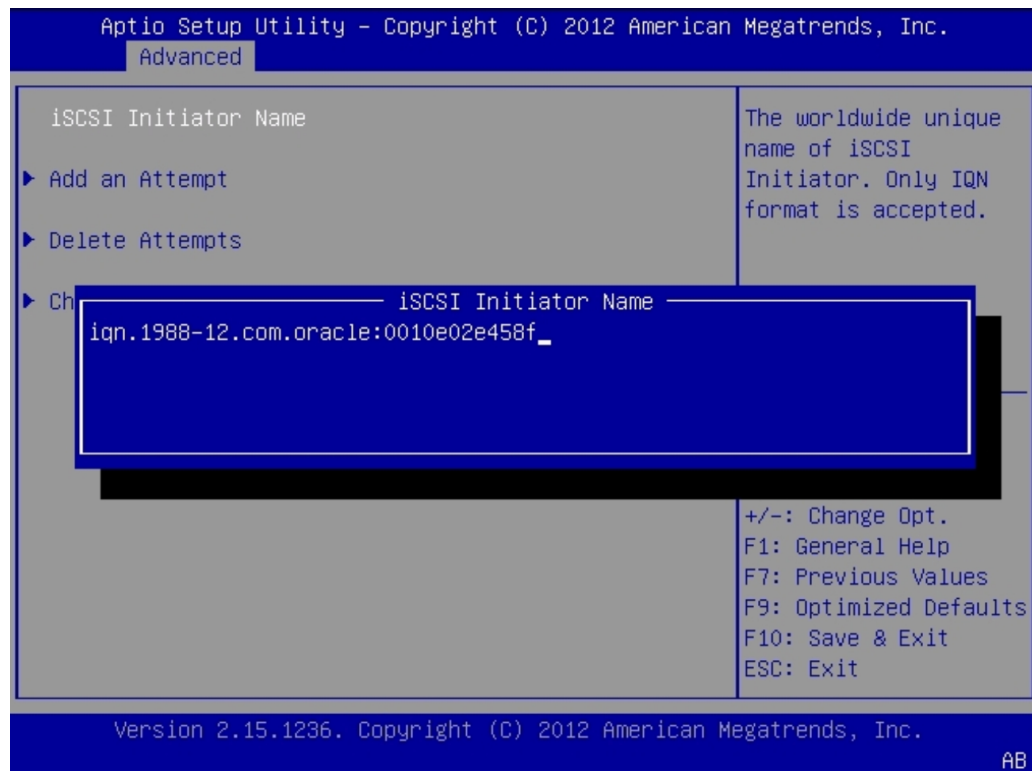 Aptio Setup Utility – Copyright (C) 2012 American Megatrends, Inc.
Advanced
iSCSI Initiator Name
Add an Attempt
Delete Attempts
Ch
The worldwide unique
name of iSCSI
Initiator. Only IQN
format is accepted.
iSCSI Initiator Name
iqn.1988-12.com.oracle:0010e02e458f_
+/-: Change Opt.
F1: General Help
F7: Previous Values
F9: Optimized Defaults
F10: Save & Exit
ESC: Exit
Version 2.15.1236. Copyright (C) 2012 American Megatrends, Inc.
AB